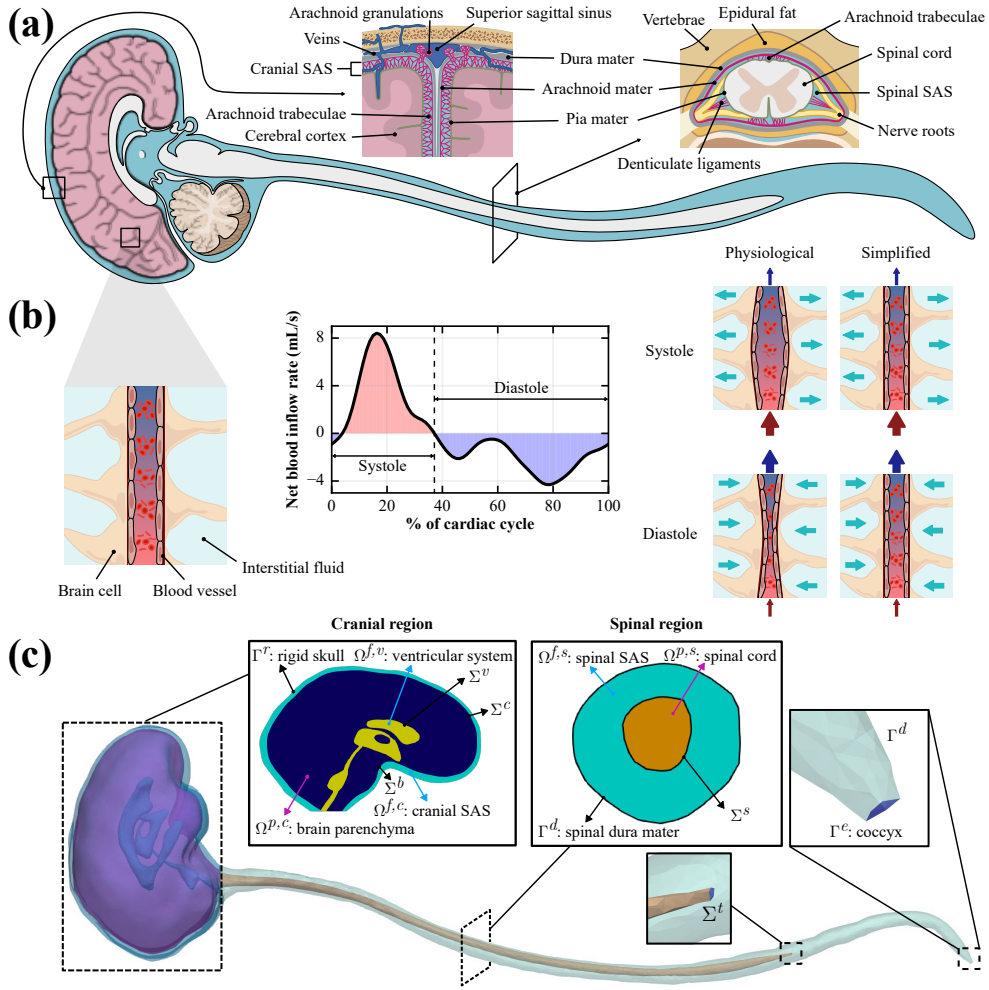 (a)
Arachnoid granulations
Superior sagittal sinus
Veins
Cranial SAS
Arachnoid trabeculae
Cerebral cortex
Dura mater
Arachnoid mater
Pia mater
Vertebrae
Epidural fat
Arachnoid trabeculae
Spinal cord
Spinal SAS
Nerve roots
Denticulate ligaments
(b)
Brain cell
Blood vessel
Interstitial fluid
Net blood inflow rate (mL/s)
8
4
0
−4
Systole
Diastole
0 20 40 60 80 100
% of cardiac cycle
Physiological
Simplified
Systole
Diastole
(c)
Cranial region
Γ^r: rigid skull
Ω^{f,v}: ventricular system
Σ^v
Σ^c
Σ^b
Ω^{f,c}: cranial SAS
Ω^{p,c}: brain parenchyma
Spinal region
Ω^{f,s}: spinal SAS
Ω^{p,s}: spinal cord
Σ^s
Γ^d: spinal dura mater
Γ^d
Γ^e: coccyx
Σ^t